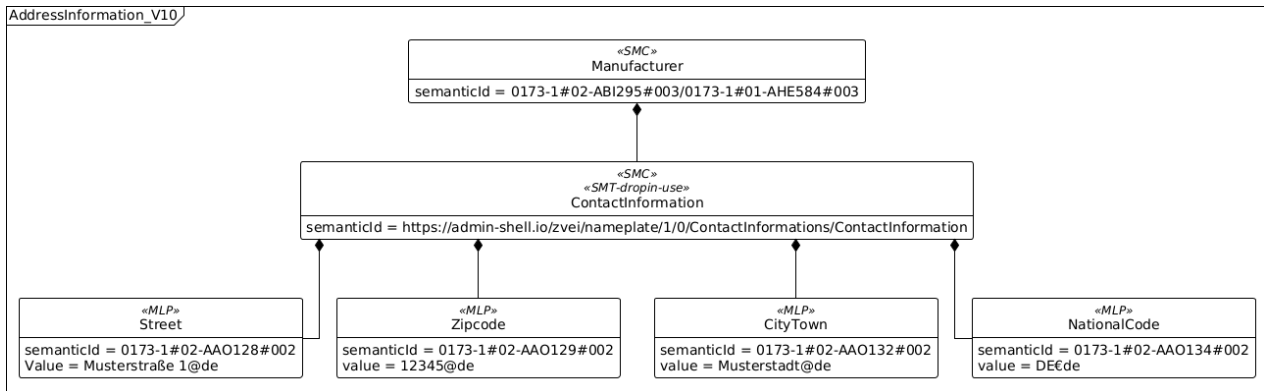 AddressInformation_V10
«SMC»
Manufacturer
semanticId = 0173-1#02-ABI295#003/0173-1#01-AHE584#003
«SMC»
«SMT-dropin-use»
ContactInformation
semanticId = https://admin-shell.io/zvei/nameplate/1/0/ContactInformations/ContactInformation
«MLP»
Street
semanticId = 0173-1#02-AAO128#002
Value = Musterstraße 1@de
«MLP»
Zipcode
semanticId = 0173-1#02-AAO129#002
value = 12345@de
«MLP»
CityTown
semanticId = 0173-1#02-AAO132#002
value = Musterstadt@de
«MLP»
NationalCode
semanticId = 0173-1#02-AAO134#002
value = DE€de